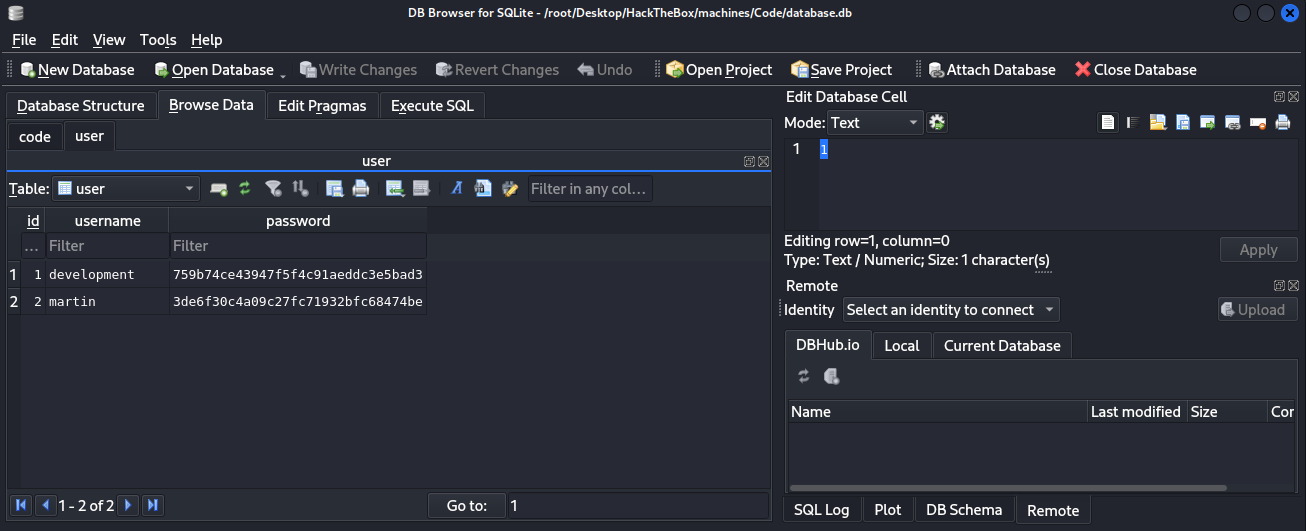 DB Browser for SQLite - /root/Desktop/HackTheBox/machines/Code/database.db
File Edit View Tools Help
New Database Open Database Write Changes Revert Changes Undo Open Project Save Project Attach Database Close Database
Database Structure Browse Data Edit Pragmas Execute SQL
code user
user
Table: user Filter in any col...
id username password
... Filter Filter
1 1 development 759b74ce43947f5f4c91aeddc3e5bad3
2 2 martin 3de6f30c4a09c27fc71932bfc68474be
1 - 2 of 2 Go to: 1
Edit Database Cell
Mode: Text
1 1
Editing row=1, column=0
Type: Text / Numeric; Size: 1 character(s)
Apply
Remote
Identity Select an identity to connect Upload
DBHub.io Local Current Database
Name Last modified Size Cor
SQL Log Plot DB Schema Remote